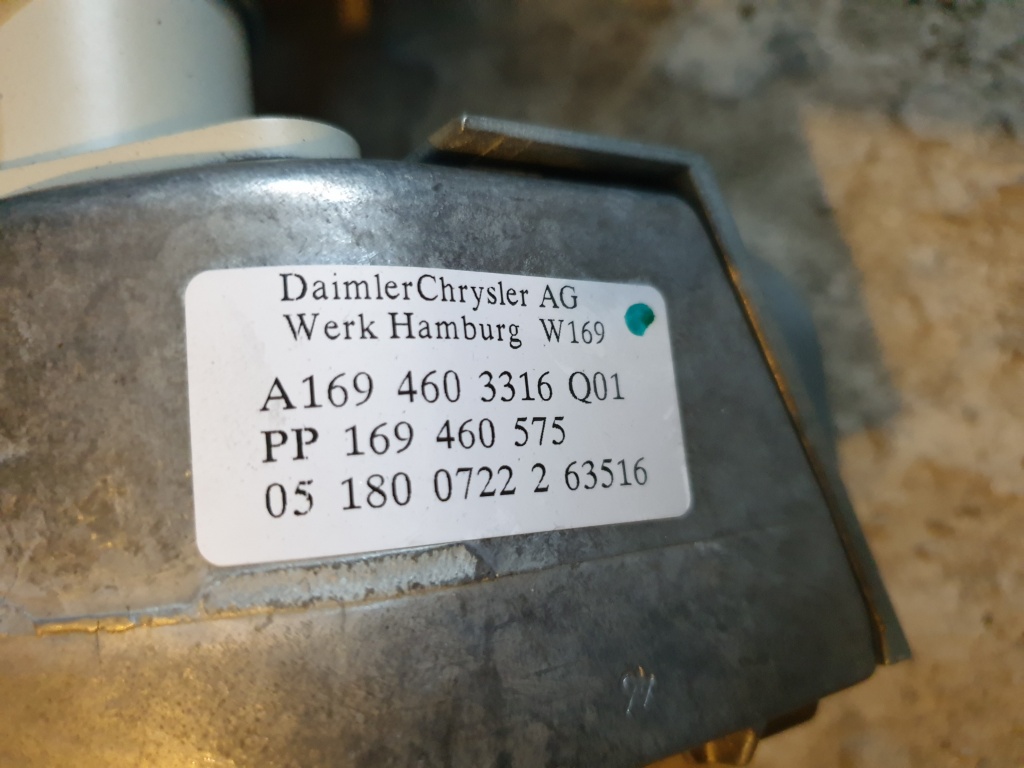 DaimlerChrysler AG
Werk Hamburg W169
A169 460 3316 Q01
PP 169 460 575
05 180 0722 2 63516